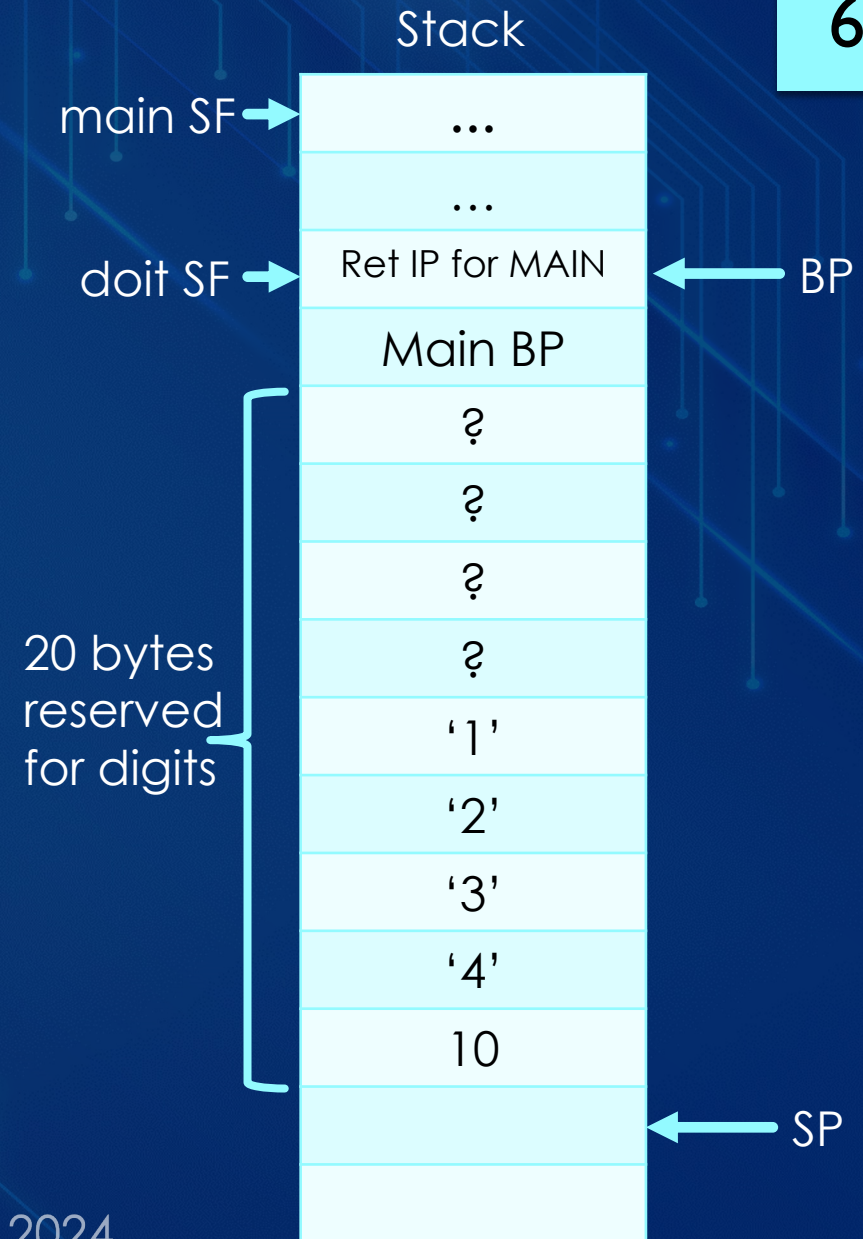 Stack
6
main SF
...
...
doit SF
Ret IP for MAIN
BP
Main BP
?
?
?
?
20 bytes
reserved
for digits
‘1’
‘2’
‘3’
‘4’
10
SP
2024